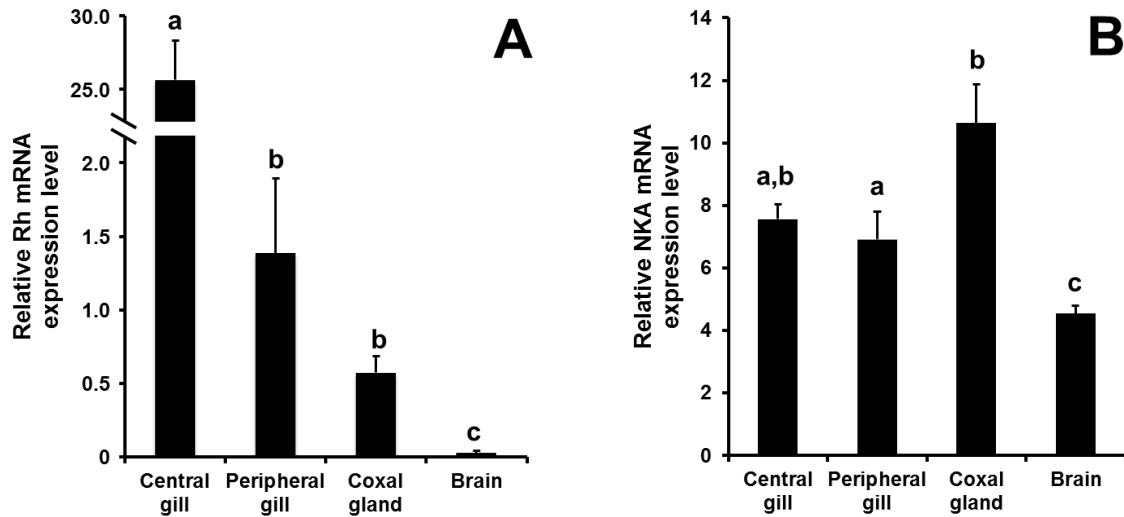 A
Relative Rh mRNA
expression level
30.0
25.0
2.0
1.5
1.0
0.5
0
a
b
b
c
Central
gill
Peripheral
gill
Coxal
gland
Brain
B
Relative NKA mRNA
expression level
14
12
10
8
6
4
2
0
a,b
a
b
c
Central
gill
Peripheral
gill
Coxal
gland
Brain